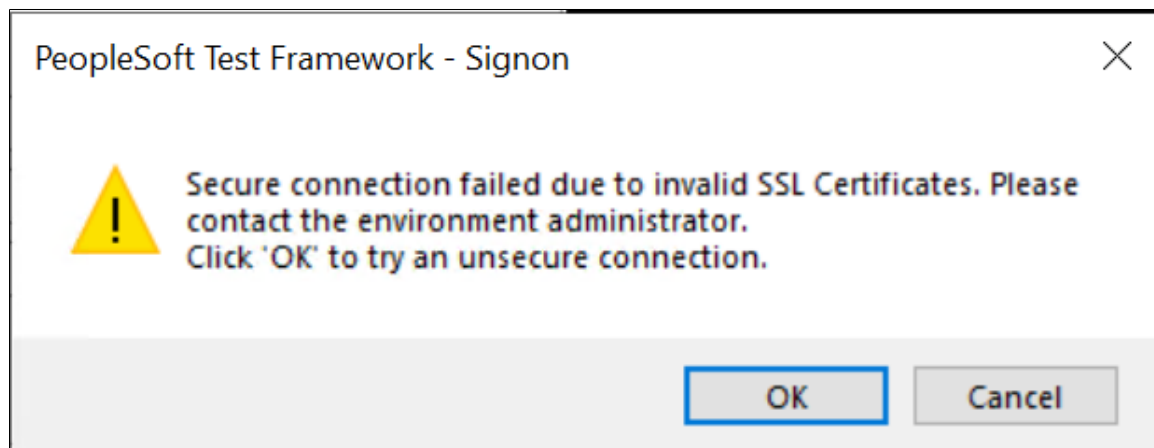 PeopleSoft Test Framework - Signon
Secure connection failed due to invalid SSL Certificates. Please
contact the environment administrator.
Click 'OK' to try an unsecure connection.
OK
Cancel